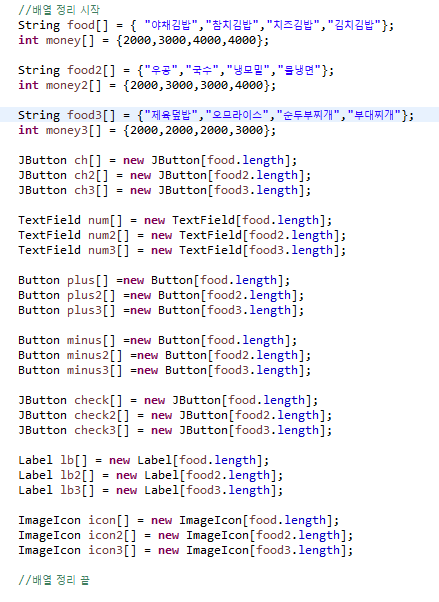 //배열 정리 시작
String food[] = { "야채김밥","참치김밥","치즈김밥","김치김밥"};
int money[] = {2000,3000,4000,4000};
String food2[] = {"우공","국수","냉모밀","물냉면"};
int money2[] = {2000,3000,3000,4000};
String food3[] = {"제육덮밥","오므라이스","순두부찌개","부대찌개"};
int money3[] = {2000,2000,2000,3000};
JButton ch[] = new JButton[food.length];
JButton ch2[] = new JButton[food2.length];
JButton ch3[] = new JButton[food3.length];
TextField num[] = new TextField[food.length];
TextField num2[] = new TextField[food2.length];
TextField num3[] = new TextField[food3.length];
Button plus[] =new Button[food.length];
Button plus2[] =new Button[food2.length];
Button plus3[] =new Button[food3.length];
Button minus[] =new Button[food.length];
Button minus2[] =new Button[food2.length];
Button minus3[] =new Button[food3.length];
JButton check[] = new JButton[food.length];
JButton check2[] = new JButton[food2.length];
JButton check3[] = new JButton[food3.length];
Label lb[] = new Label[food.length];
Label lb2[] = new Label[food2.length];
Label lb3[] = new Label[food3.length];
ImageIcon icon[] = new ImageIcon[food.length];
ImageIcon icon2[] = new ImageIcon[food2.length];
ImageIcon icon3[] = new ImageIcon[food3.length];
//배열 정리 끝